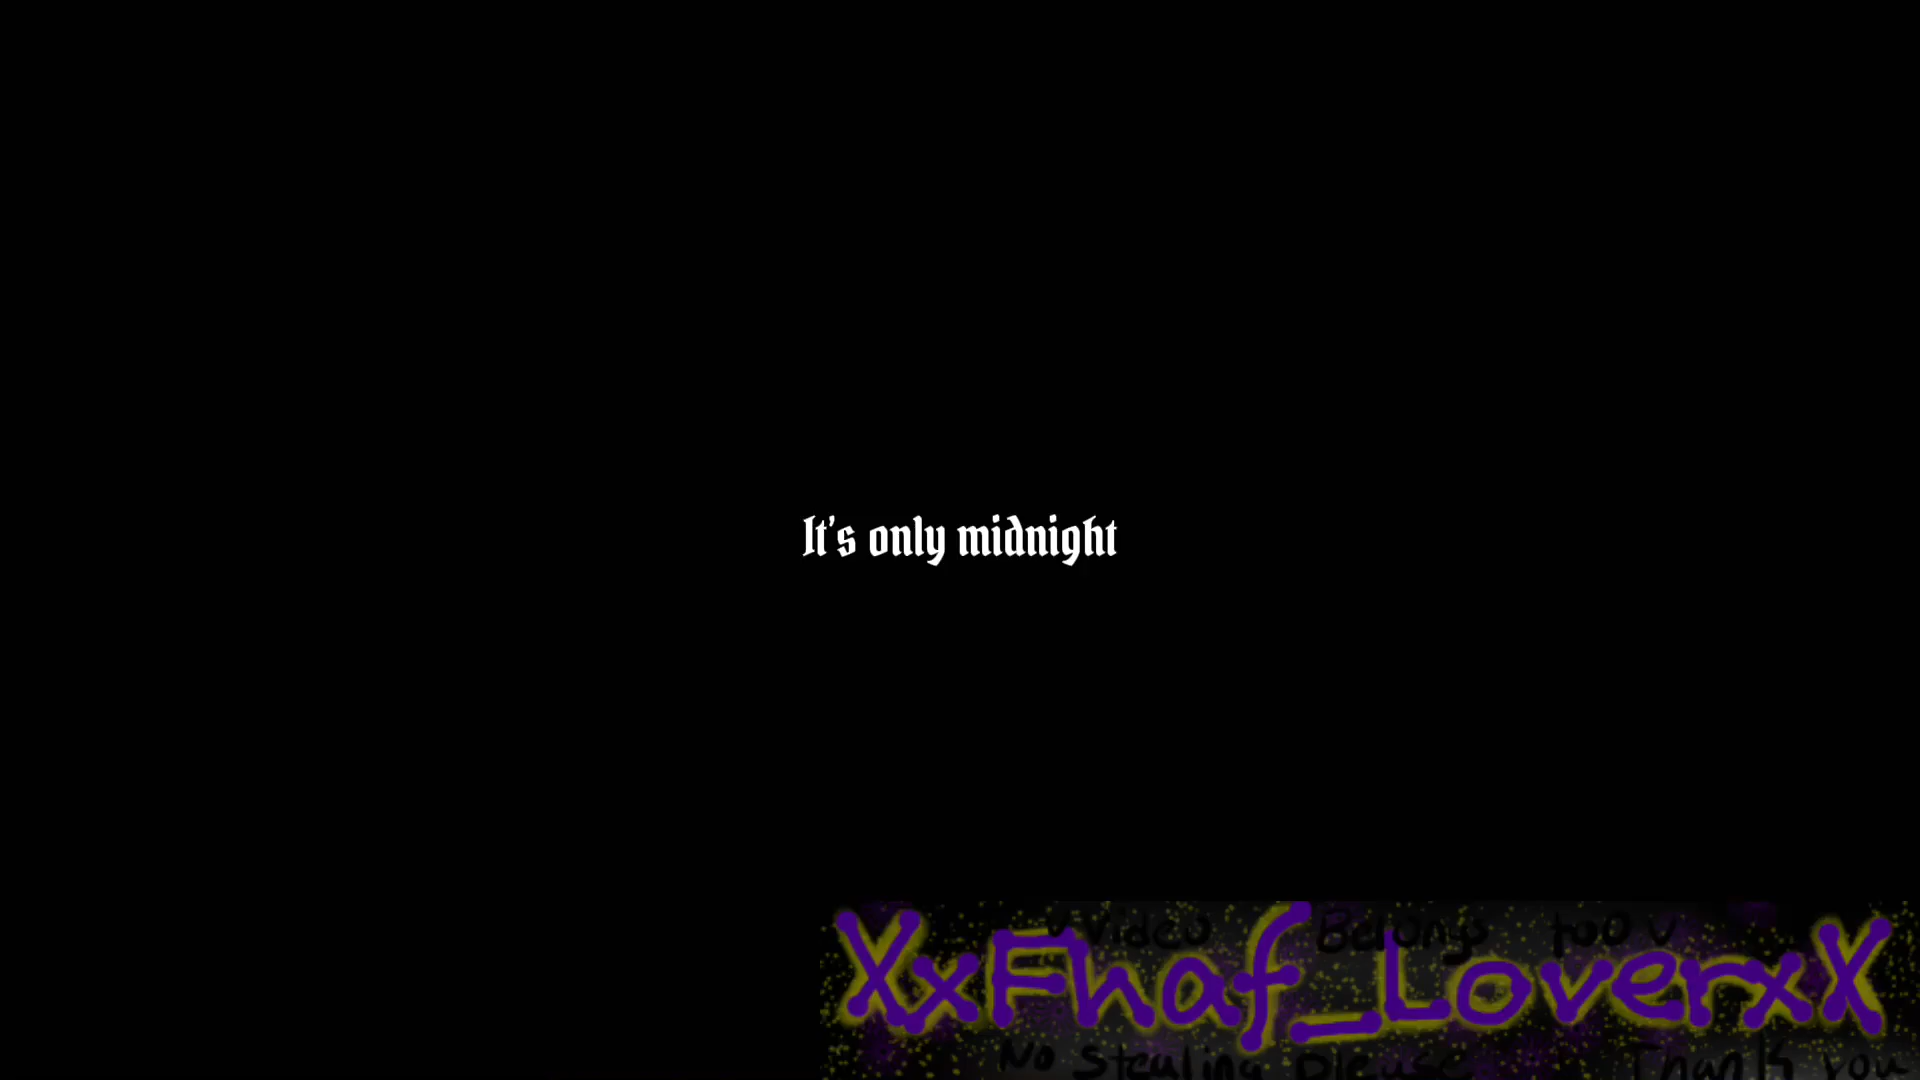 It's only midnight
Video Belongs too
XxFnaf_LoverxX
No stealing please Thank you